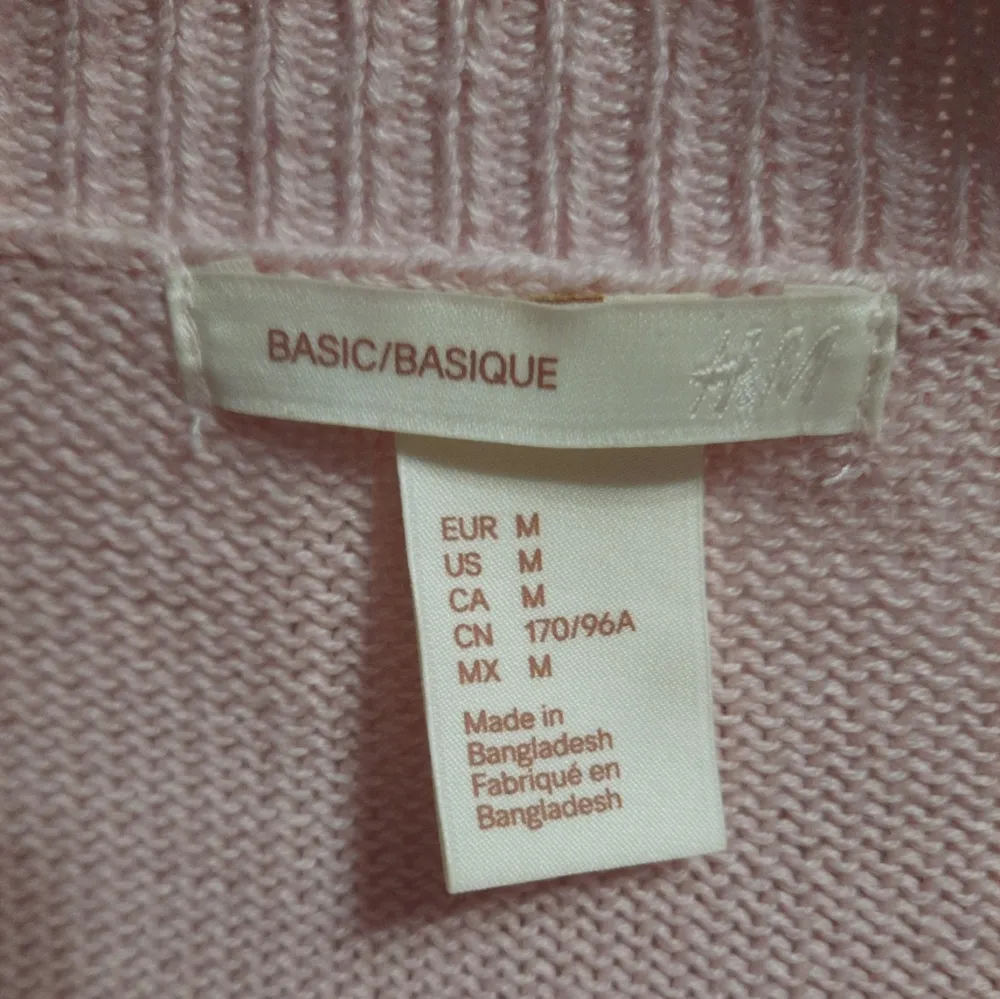 BASIC/BASIQUE H&M
EUR M
US M
CA M
CN 170/96A
MX M
Made in
Bangladesh
Fabriqué en
Bangladesh